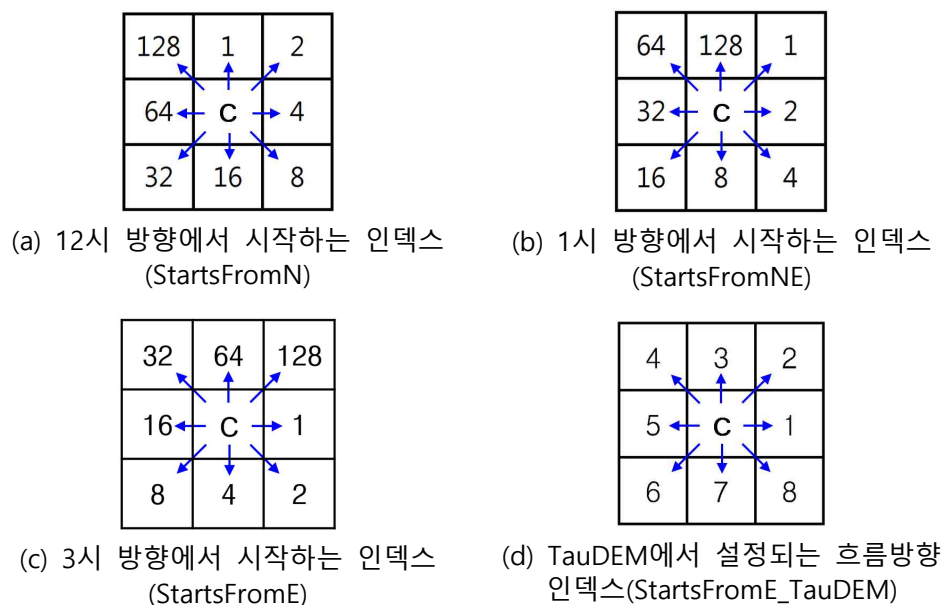 128 1 2
64 C 4
32 16 8
(a) 12시 방향에서 시작하는 인덱스
(StartsFromN)
64 128 1
32 C 2
16 8 4
(b) 1시 방향에서 시작하는 인덱스
(StartsFromNE)
32 64 128
16 C 1
8 4 2
(c) 3시 방향에서 시작하는 인덱스
(StartsFromE)
4 3 2
5 C 1
6 7 8
(d) TauDEM에서 설정되는 흐름방향
인덱스(StartsFromE_TauDEM)